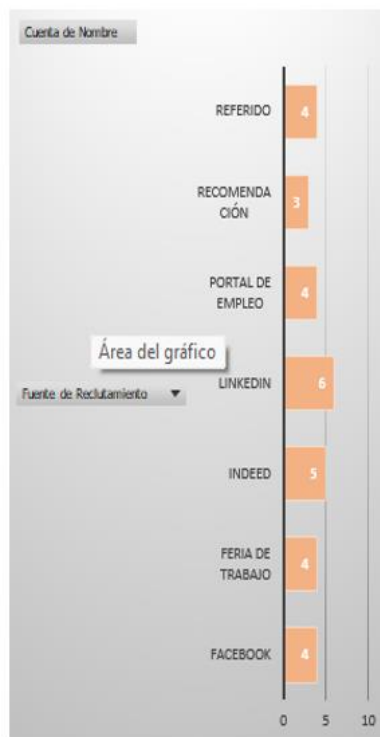 Cuenta de Nombre
REFERIDO 4
RECOMENDA
CIÓN 3
PORTAL DE
EMPLEO 4
Área del gráfico
LINKEDIN 6
Fuente de Reclutamiento
INDEED 5
FERIA DE
TRABAJO 4
FACEBOOK 4
0 5 10